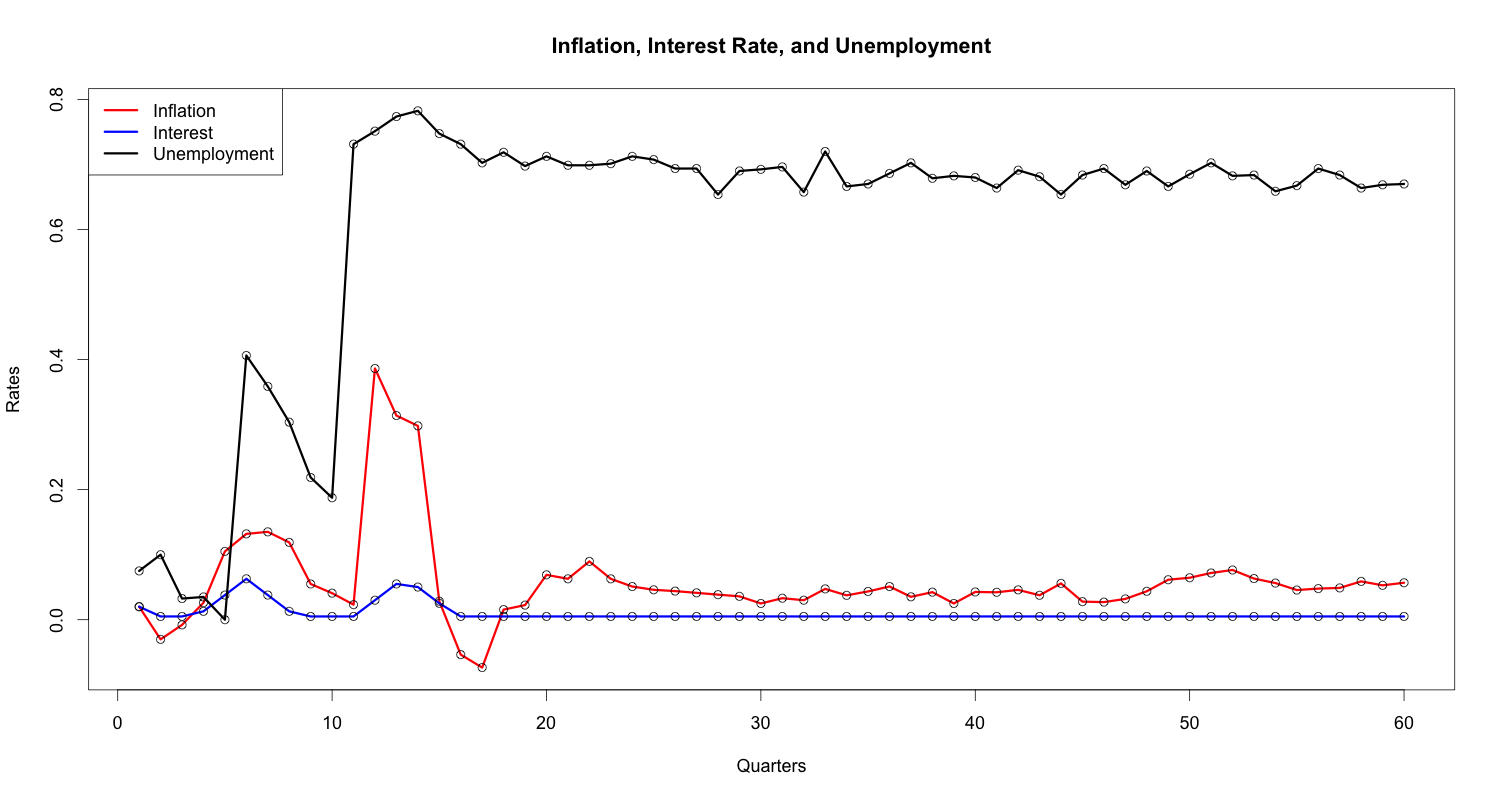 Inflation, Interest Rate, and Unemployment
Inflation
Interest
Unemployment
0.8
0.6
0.4
0.2
0.0
Rates
0 10 20 30 40 50 60
Quarters